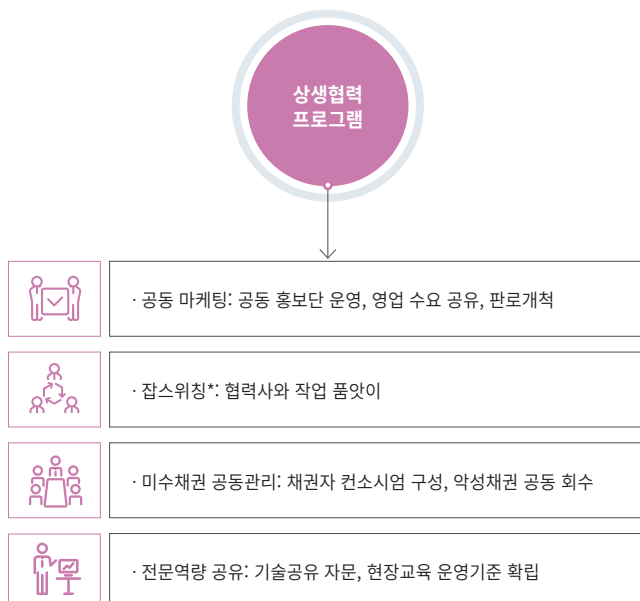 상생협력
프로그램
· 공동 마케팅: 공동 홍보단 운영, 영업 수요 공유, 판로개척
· 잡스위칭*: 협력사와 작업 품앗이
· 미수채권 공동관리: 채권자 컨소시엄 구성, 악성채권 공동 회수
· 전문역량 공유: 기술공유 자문, 현장교육 운영기준 확립